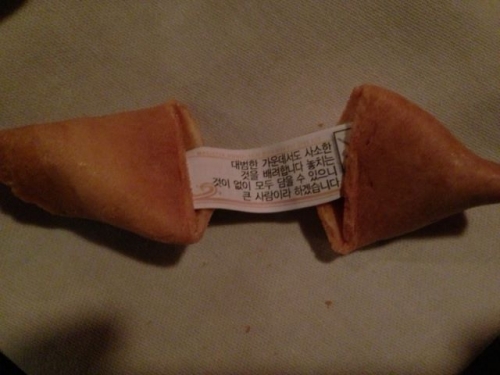 대범한 가운데서도 사소한
것을 배려합니다 놓치는
것이 없이 모두 담을 수 있으니
큰 사람이라 하겠습니다